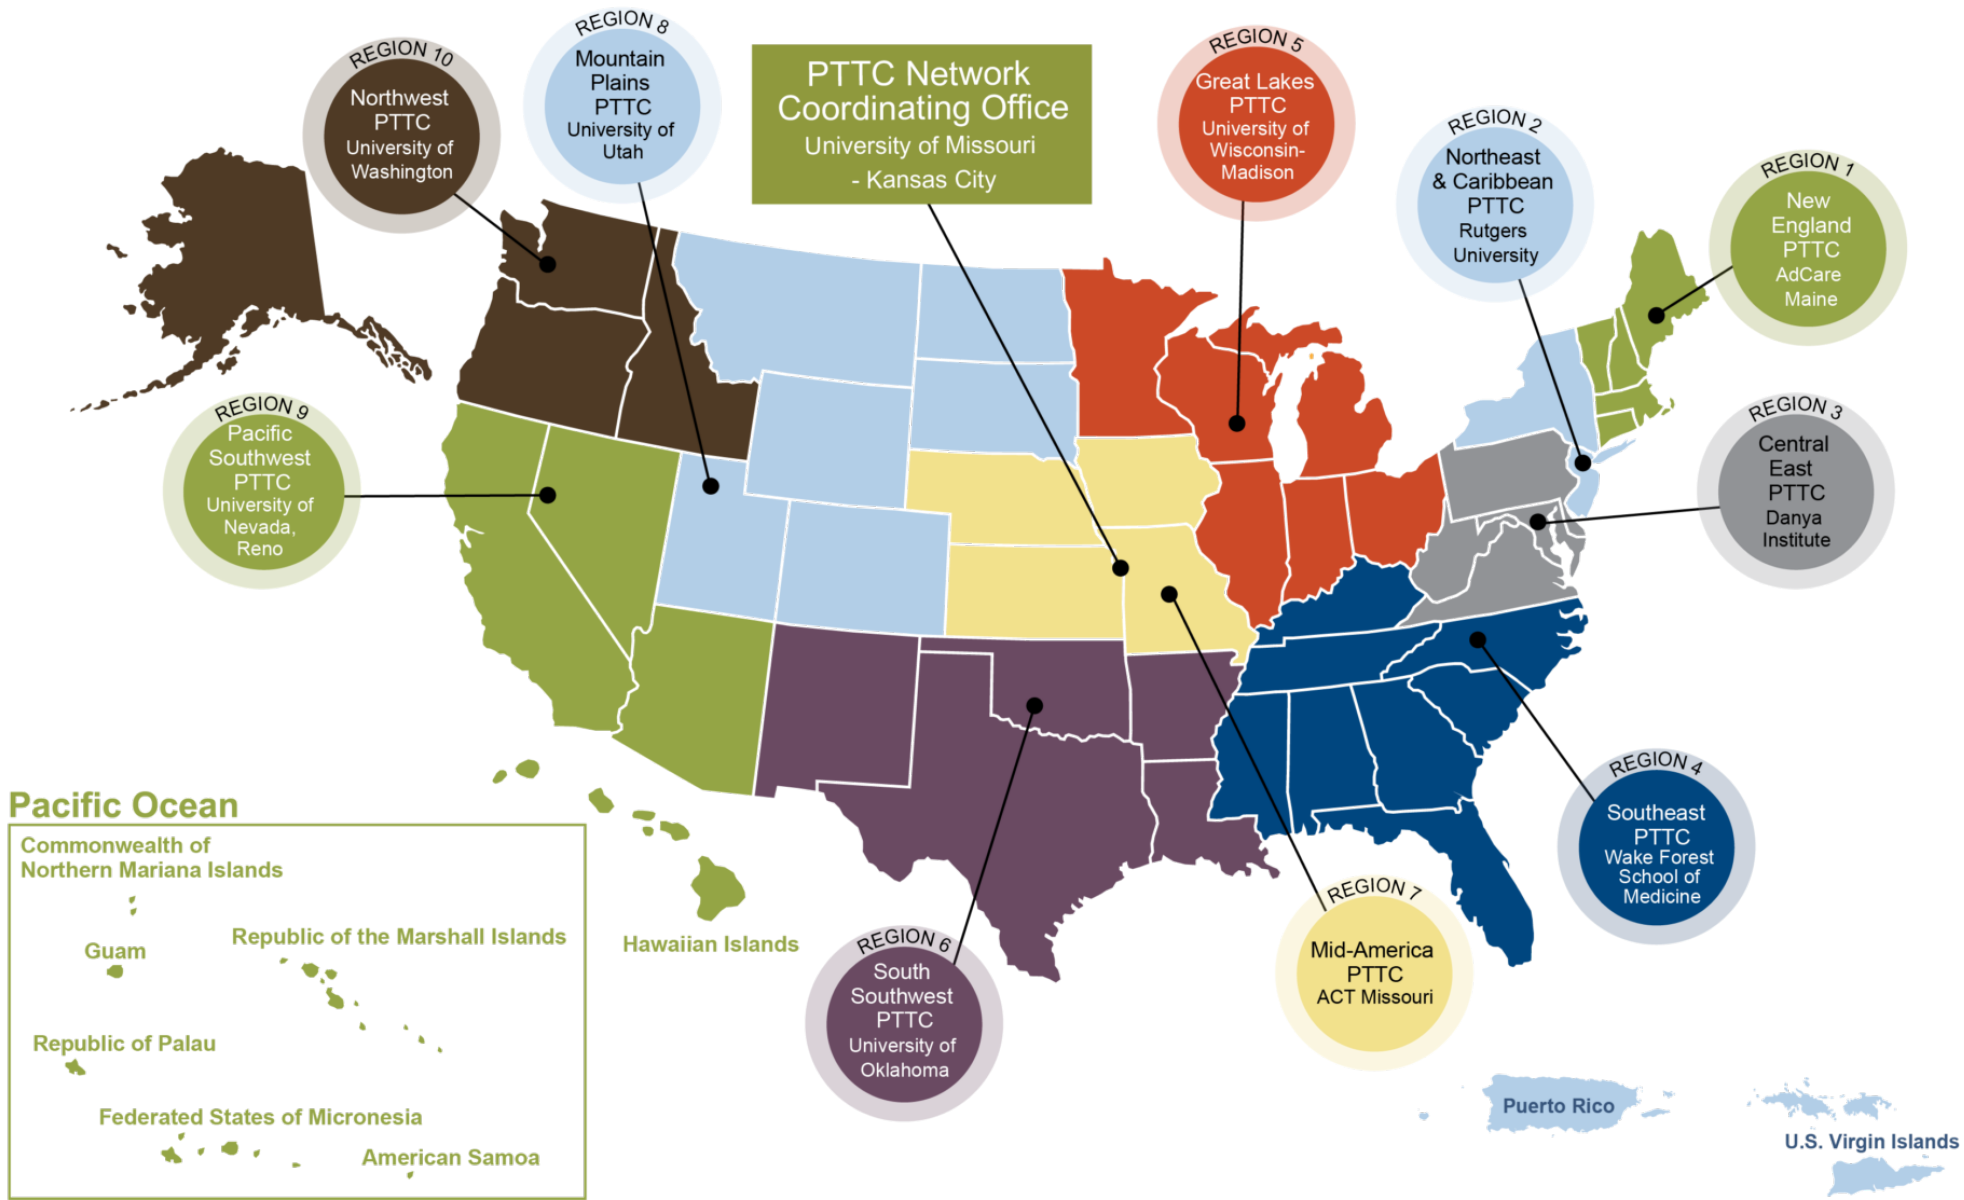 REGION 10
Northwest
PTTC
University of
Washington
REGION 8
Mountain
Plains
PTTC
University of
Utah
PTTC Network
Coordinating Office
University of Missouri
- Kansas City
REGION 5
Great Lakes
PTTC
University of
Wisconsin-
Madison
REGION 2
Northeast
& Caribbean
PTTC
Rutgers
University
REGION 1
New
England
PTTC
AdCare
Maine
REGION 9
Pacific
Southwest
PTTC
University of
Nevada,
Reno
REGION 3
Central
East
PTTC
Danya
Institute
REGION 4
Southeast
PTTC
Wake Forest
School of
Medicine
REGION 7
Mid-America
PTTC
ACT Missouri
REGION 6
South
Southwest
PTTC
University of
Oklahoma
Pacific Ocean
Commonwealth of
Northern Mariana Islands
Guam
Republic of the Marshall Islands
Republic of Palau
Federated States of Micronesia
American Samoa
Hawaiian Islands
Puerto Rico
U.S. Virgin Islands